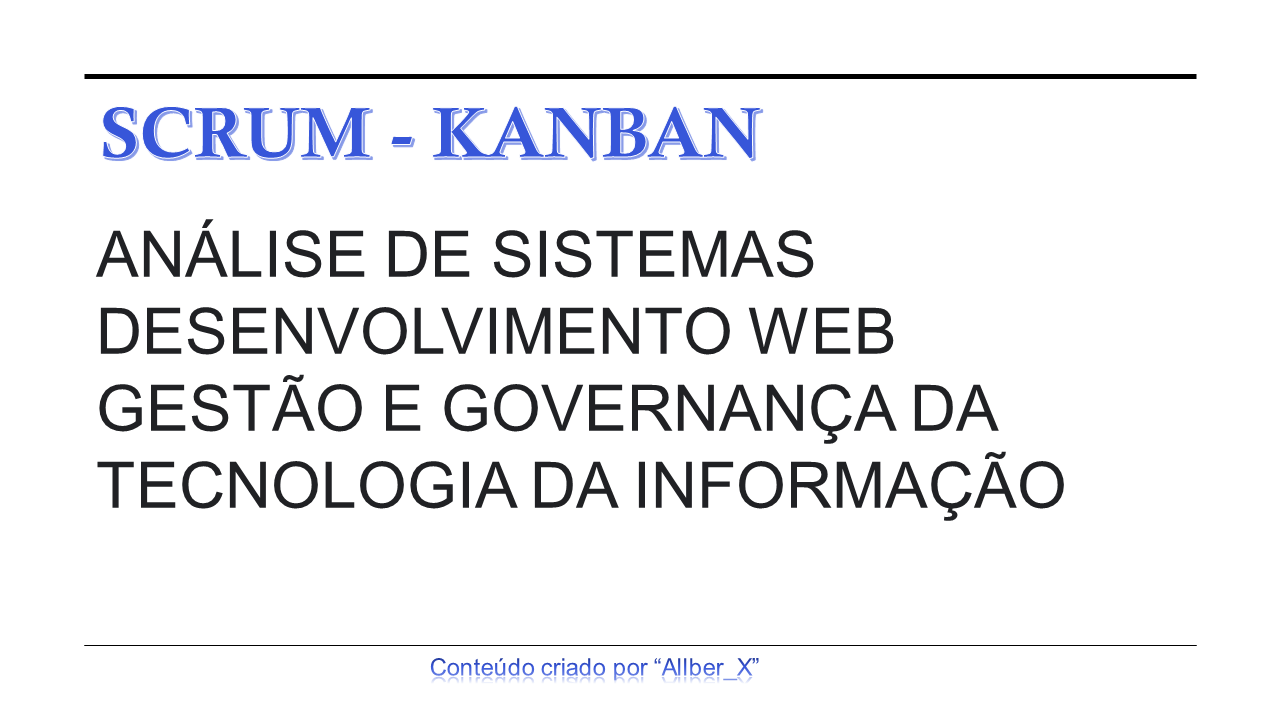 SCRUM - KANBAN
ANÁLISE DE SISTEMAS
DESENVOLVIMENTO WEB
GESTÃO E GOVERNANÇA DA
TECNOLOGIA DA INFORMAÇÃO
Conteúdo criado por “Allber_X”